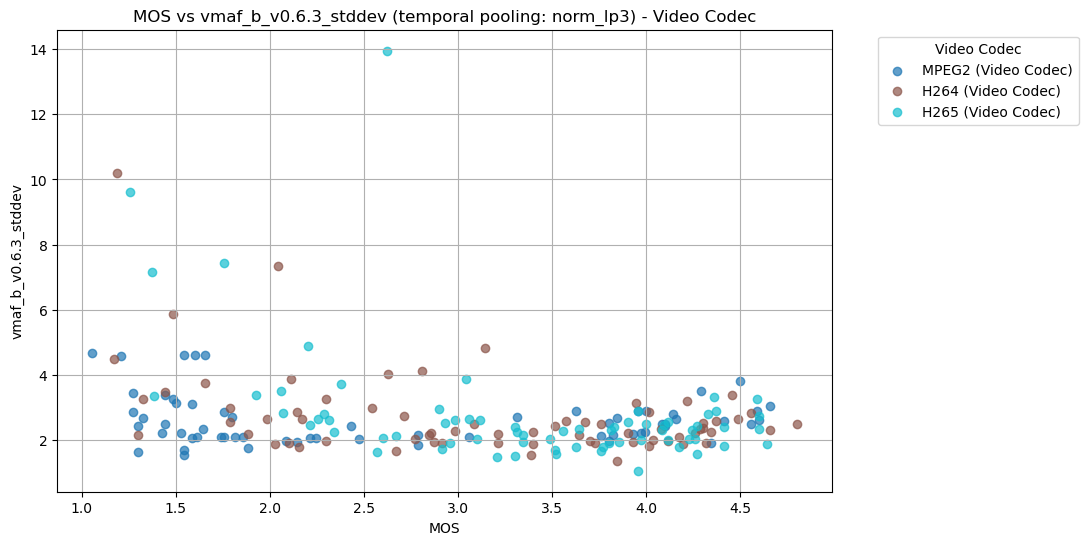 MOS vs vmaf_b_v0.6.3_stddev (temporal pooling: norm_lp3) - Video Codec
vmaf_b_v0.6.3_stddev
14
12
10
8
6
4
2
1.0 1.5 2.0 2.5 3.0 3.5 4.0 4.5
MOS
Video Codec
MPEG2 (Video Codec)
H264 (Video Codec)
H265 (Video Codec)